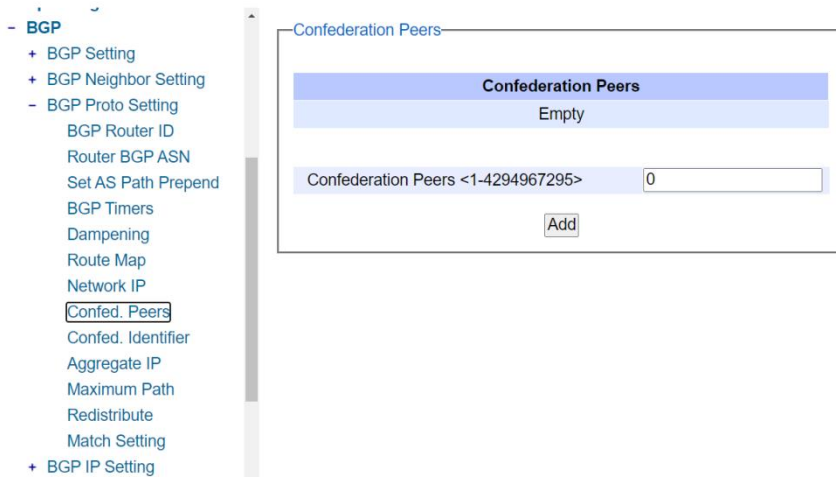 - BGP
+ BGP Setting
+ BGP Neighbor Setting
- BGP Proto Setting
BGP Router ID
Router BGP ASN
Set AS Path Prepend
BGP Timers
Dampening
Route Map
Network IP
Confed. Peers
Confed. Identifier
Aggregate IP
Maximum Path
Redistribute
Match Setting
+ BGP IP Setting
Confederation Peers
Confederation Peers
Empty
Confederation Peers <1-4294967295> 0
Add